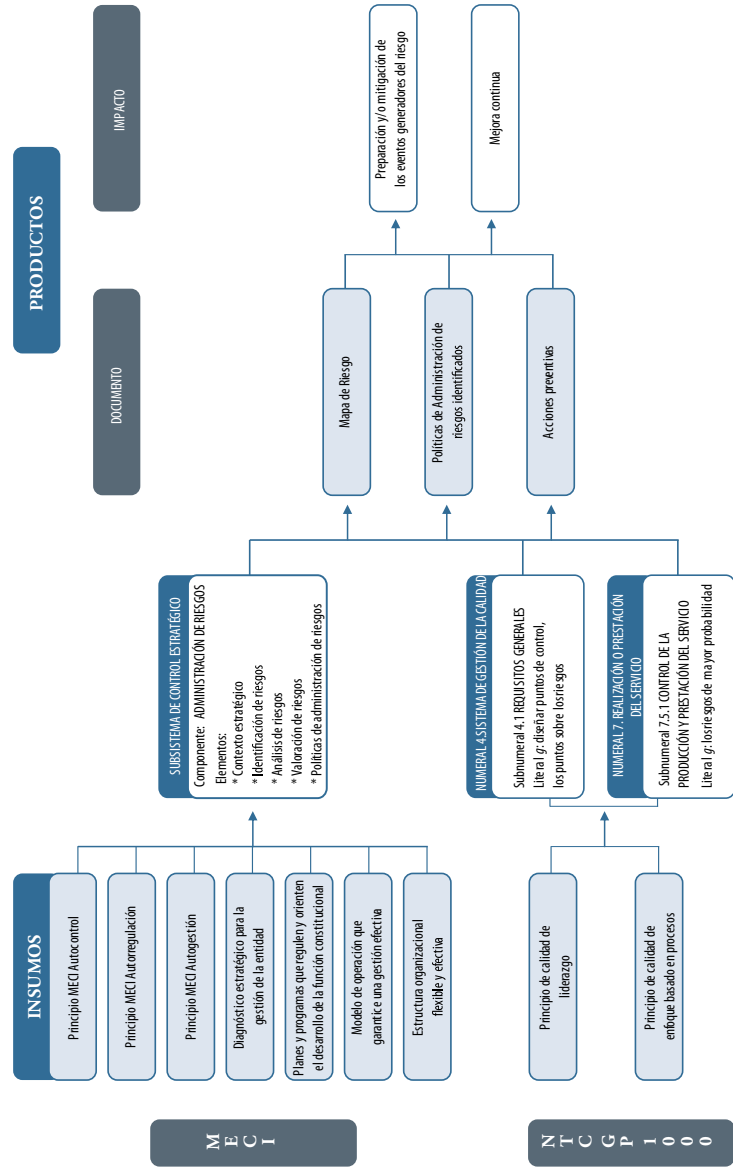 PRODUCTOS
DOCUMENTO
IMPACTO
INSUMOS
M
E
C
I
Principio MECI Autocontrol
Principio MECI Autorregulación
Principio MECI Autogestión
Diagnóstico estratégico para la
gestión de la entidad
Planes y programas que regulen y orienten
el desarrollo de la función constitucional
Modelo de operación que
garantice una gestión efectiva
Estructura organizacional
flexible y efectiva
SUBSISTEMA DE CONTROL ESTRATÉGICO
Componente: ADMINISTRACIÓN DE RIESGOS
Elementos:
* Contexto estratégico
* Identificación de riesgos
* Análisis de riesgos
* Valoración de riesgos
* Políticas de administración de riesgos
N
T
C
G
P
1
0
0
0
Principio de calidad de
liderazgo
Principio de calidad de
enfoque basado en procesos
NUMERAL 4.SISTEMA DE GESTIÓN DE LA CALIDAD
Subnumeral 4.1 REQUISITOS GENERALES
Literal g: diseñar puntos de control,
los puntos sobre los riesgos
NUMERAL 7. REALIZACIÓN O PRESTACIÓN
DEL SERVICIO
Subnumeral 7.5.1 CONTROL DE LA
PRODUCCIÓN Y PRESTACIÓN DEL SERVICIO
Literal g: los riesgos de mayor probabilidad
Mapa de Riesgo
Políticas de Administración de
riesgos identificados
Acciones preventivas
Preparación y/o mitigación de
los eventos generadores del riesgo
Mejora continua